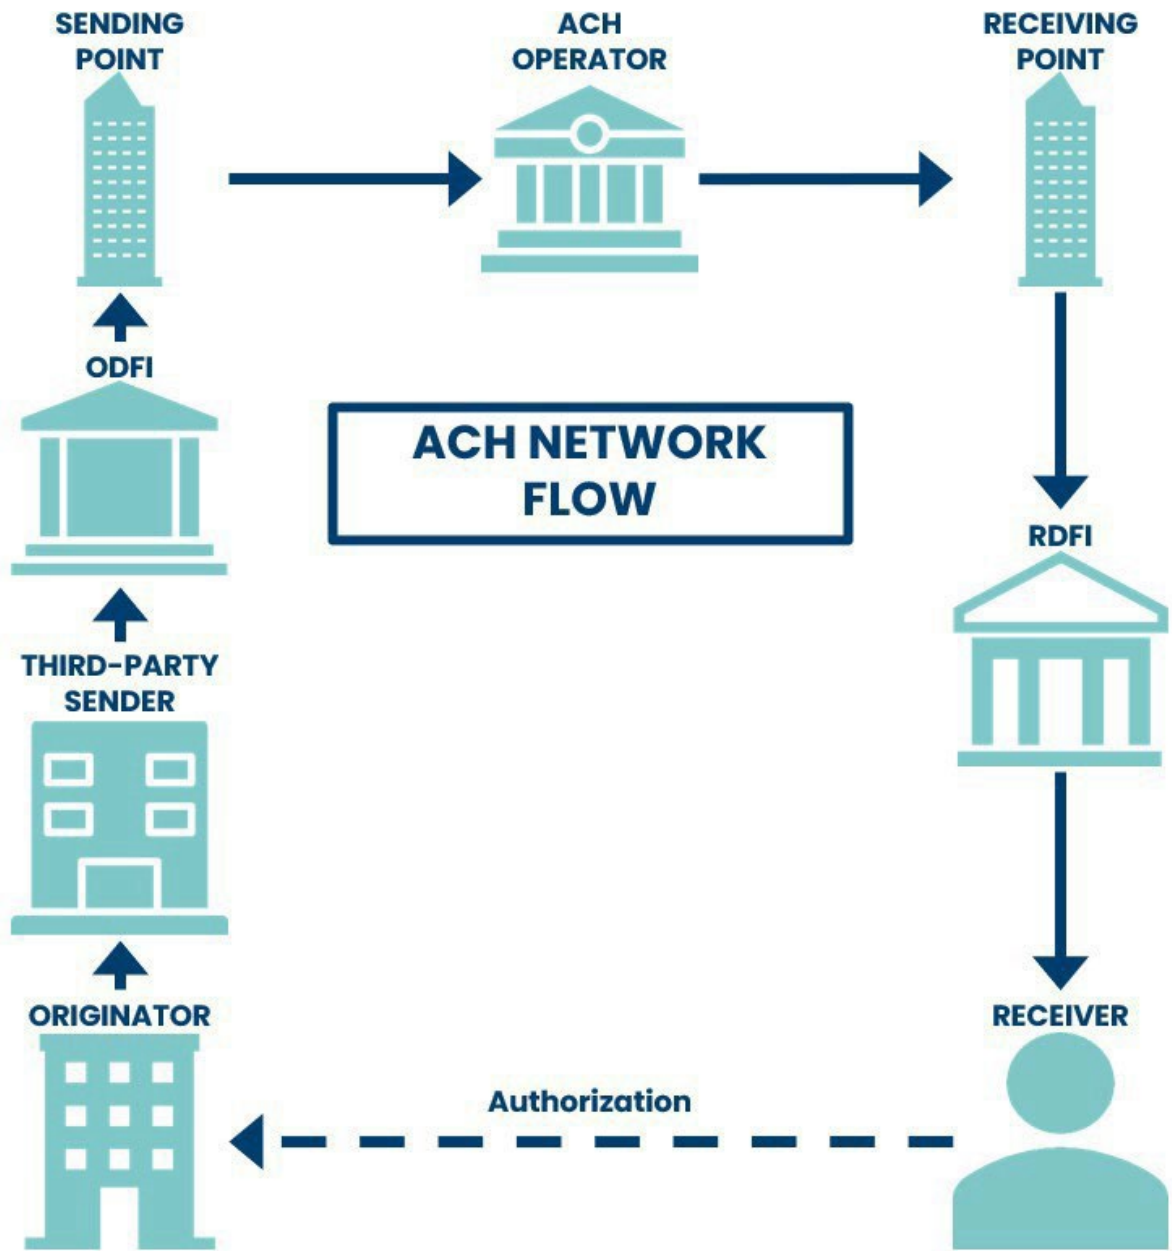 SENDING
POINT
ACH
OPERATOR
RECEIVING
POINT
ODFI
ACH NETWORK
FLOW
RDFI
THIRD-PARTY
SENDER
ORIGINATOR
RECEIVER
Authorization